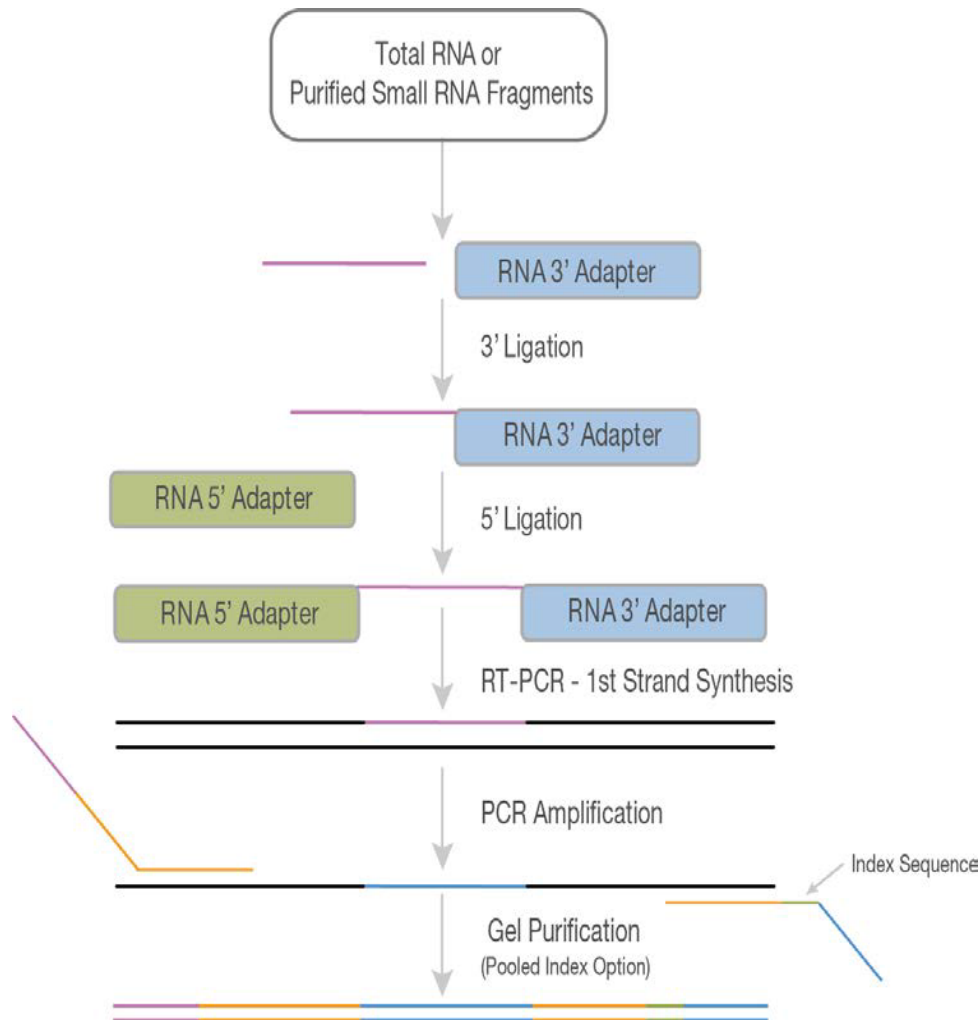 Total RNA or
Purified Small RNA Fragments
RNA 3’ Adapter
3’ Ligation
RNA 3’ Adapter
RNA 5’ Adapter
5’ Ligation
RNA 5’ Adapter
RNA 3’ Adapter
RT-PCR - 1st Strand Synthesis
PCR Amplification
Index Sequence
Gel Purification
(Pooled Index Option)